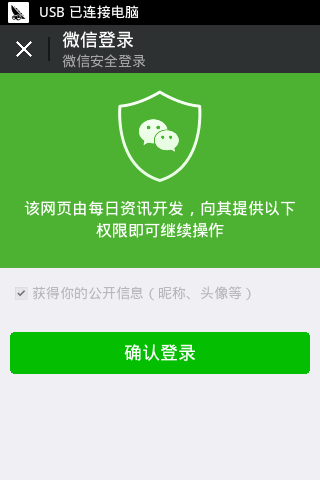 USB 已连接电脑
微信登录
微信安全登录
该网页由每日资讯开发，向其提供以下
权限即可继续操作
获得你的公开信息（昵称、头像等）
确认登录